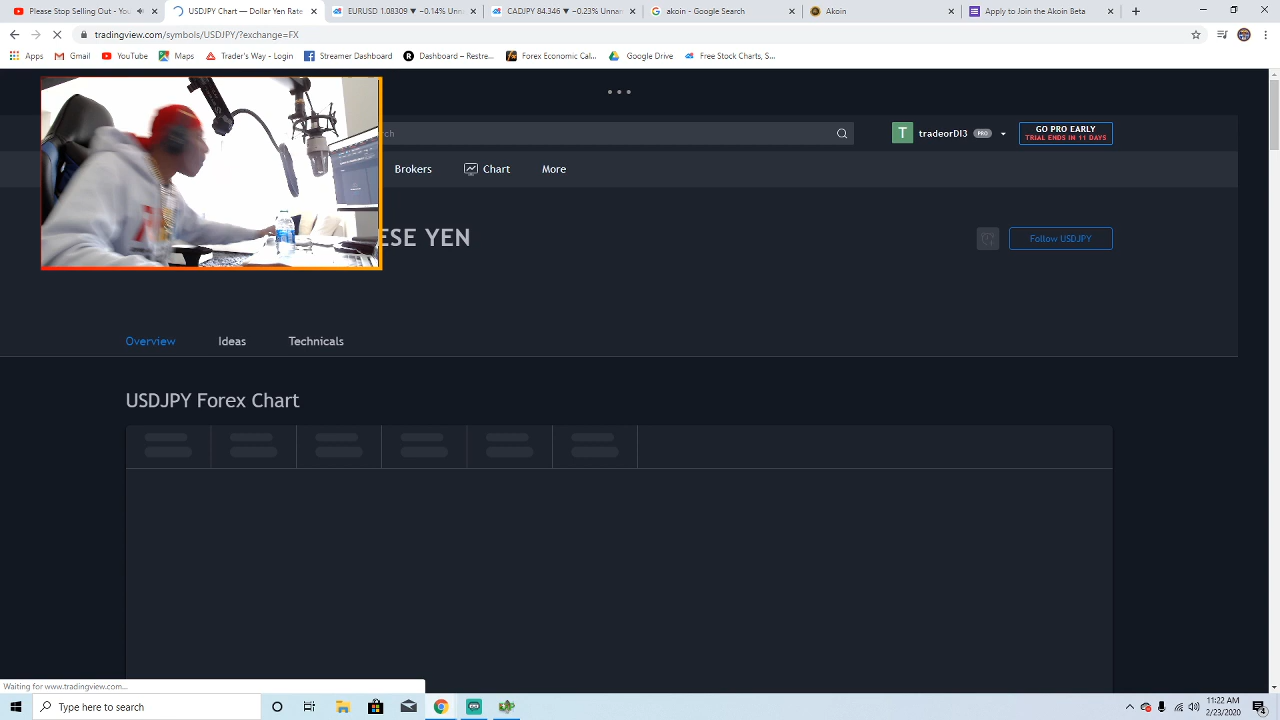 Please Stop Selling Out? - You
USDJPY — Dollar Yen Rate
EURUSD 1.08309 ▼ −0.14% Unna
CADJPY 84.346 ▼ −0.23% Unnam
akoin - Google Search
Akoin
Apply to Join the Akoin Beta
tradingview.com/symbols/USDJPY/?exchange=FX
Apps
Gmail
YouTube
Maps
Trader's Way - Login
Streamer Dashboard
Dashboard – Restre...
Forex Economic Cal...
Google Drive
Free Stock Charts, S...
rch
T
tradeorDI3
PRO
GO PRO EARLY
TRIAL ENDS IN 11 DAYS
Brokers
Chart
More
ESE YEN
Follow USDJPY
Overview
Ideas
Technicals
USDJPY Forex Chart
Waiting for www.tradingview.com...
Type here to search
11:22 AM
2/23/2020
4